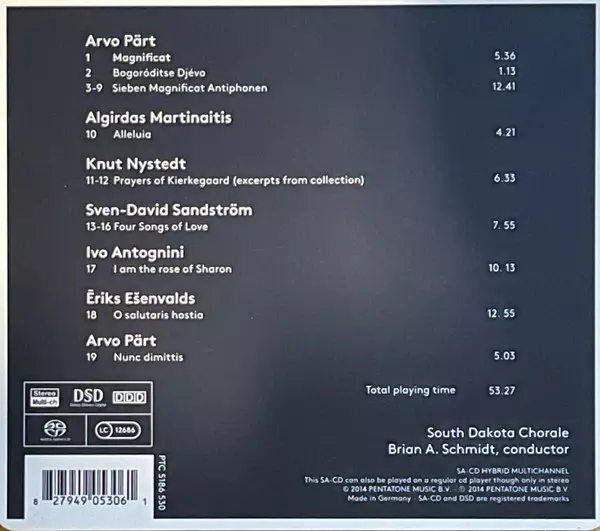 Arvo Pärt
1 Magnificat 5.36
2 Bogoróditse Djévo 1.13
3-9 Sieben Magnificat Antiphonen 12.41
Algirdas Martinaitis
10 Alleluia 4.21
Knut Nystedt
11-12 Prayers of Kierkegaard (excerpts from collection) 6.33
Sven-David Sandström
13-16 Four Songs of Love 7. 55
Ivo Antognini
17 I am the rose of Sharon 10. 13
Ēriks Ešenvalds
18 O salutaris hostia 12. 55
Arvo Pärt
19 Nunc dimittis 5.03
Total playing time 53.27
South Dakota Chorale
Brian A. Schmidt, conductor
SA-CD HYBRID MULTICHANNEL
This SA-CD can also be played on a regular cd player though only in stereo
℗ 2014 PENTATONE MUSIC B.V. © 2014 PENTATONE MUSIC B.V.
Made in Germany · SA-CD and DSD are registered trademarks
Stereo
Multi-ch
DSD
Direct Stream Digital
DDD
SUPER AUDIO CD
LC 12686
PTC 5186 530
8 27949 05306 1